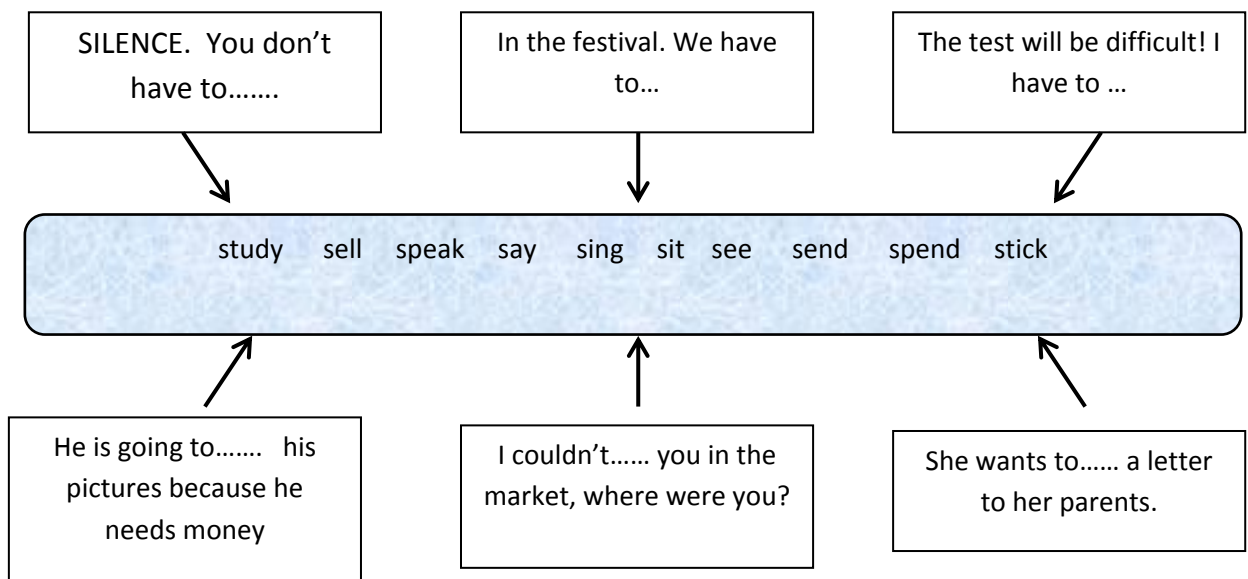 SILENCE.  You don’t
have to…….
In the festival. We have
to…
The test will be difficult! I
have to …
study sell speak say sing sit see send spend stick
He is going to……. his
pictures because he
needs money
I couldn’t…… you in the
market, where were you?
She wants to…… a letter
to her parents.